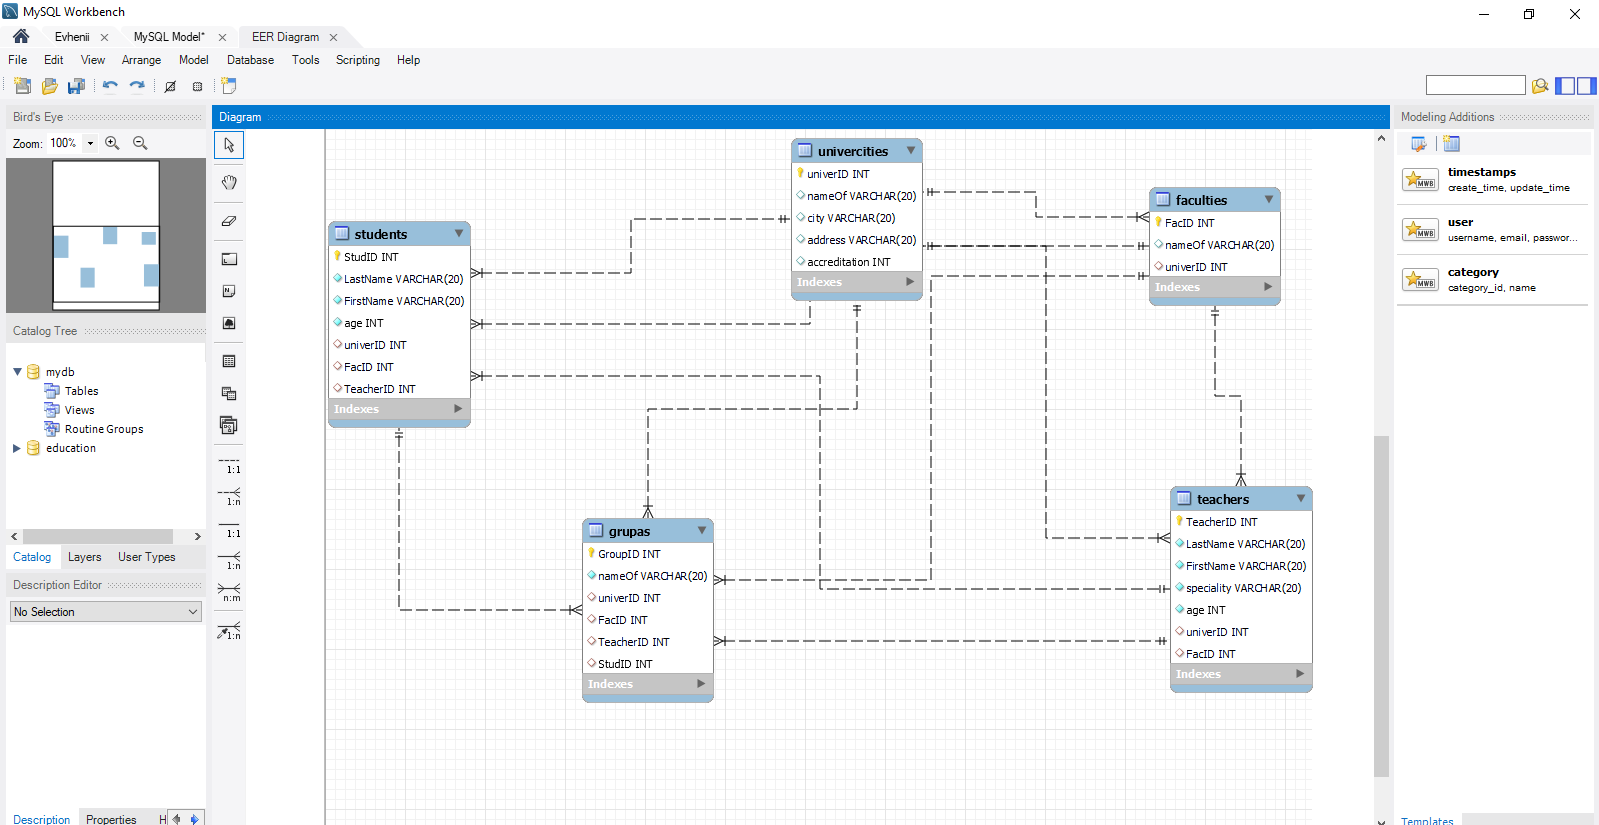 MySQL Workbench
Evhenii
MySQL Model*
EER Diagram
File Edit View Arrange Model Database Tools Scripting Help
Bird's Eye
Zoom: 100%
Catalog Tree
mydb
Tables
Views
Routine Groups
education
Catalog Layers User Types
Description Editor
No Selection
Description Properties H
1:1
1:n
1:1
1:n
n:m
1:n
Diagram
students
StudID INT
LastName VARCHAR(20)
FirstName VARCHAR(20)
age INT
univerID INT
FacID INT
TeacherID INT
Indexes
univercities
univerID INT
nameOf VARCHAR(20)
city VARCHAR(20)
address VARCHAR(20)
accreditation INT
Indexes
faculties
FacID INT
nameOf VARCHAR(20)
univerID INT
Indexes
grupas
GroupID INT
nameOf VARCHAR(20)
univerID INT
FacID INT
TeacherID INT
StudID INT
Indexes
teachers
TeacherID INT
LastName VARCHAR(20)
FirstName VARCHAR(20)
speciality VARCHAR(20)
age INT
univerID INT
FacID INT
Indexes
Modeling Additions
MWB
timestamps
create_time, update_time
MWB
user
username, email, passwor...
MWB
category
category_id, name
Templates